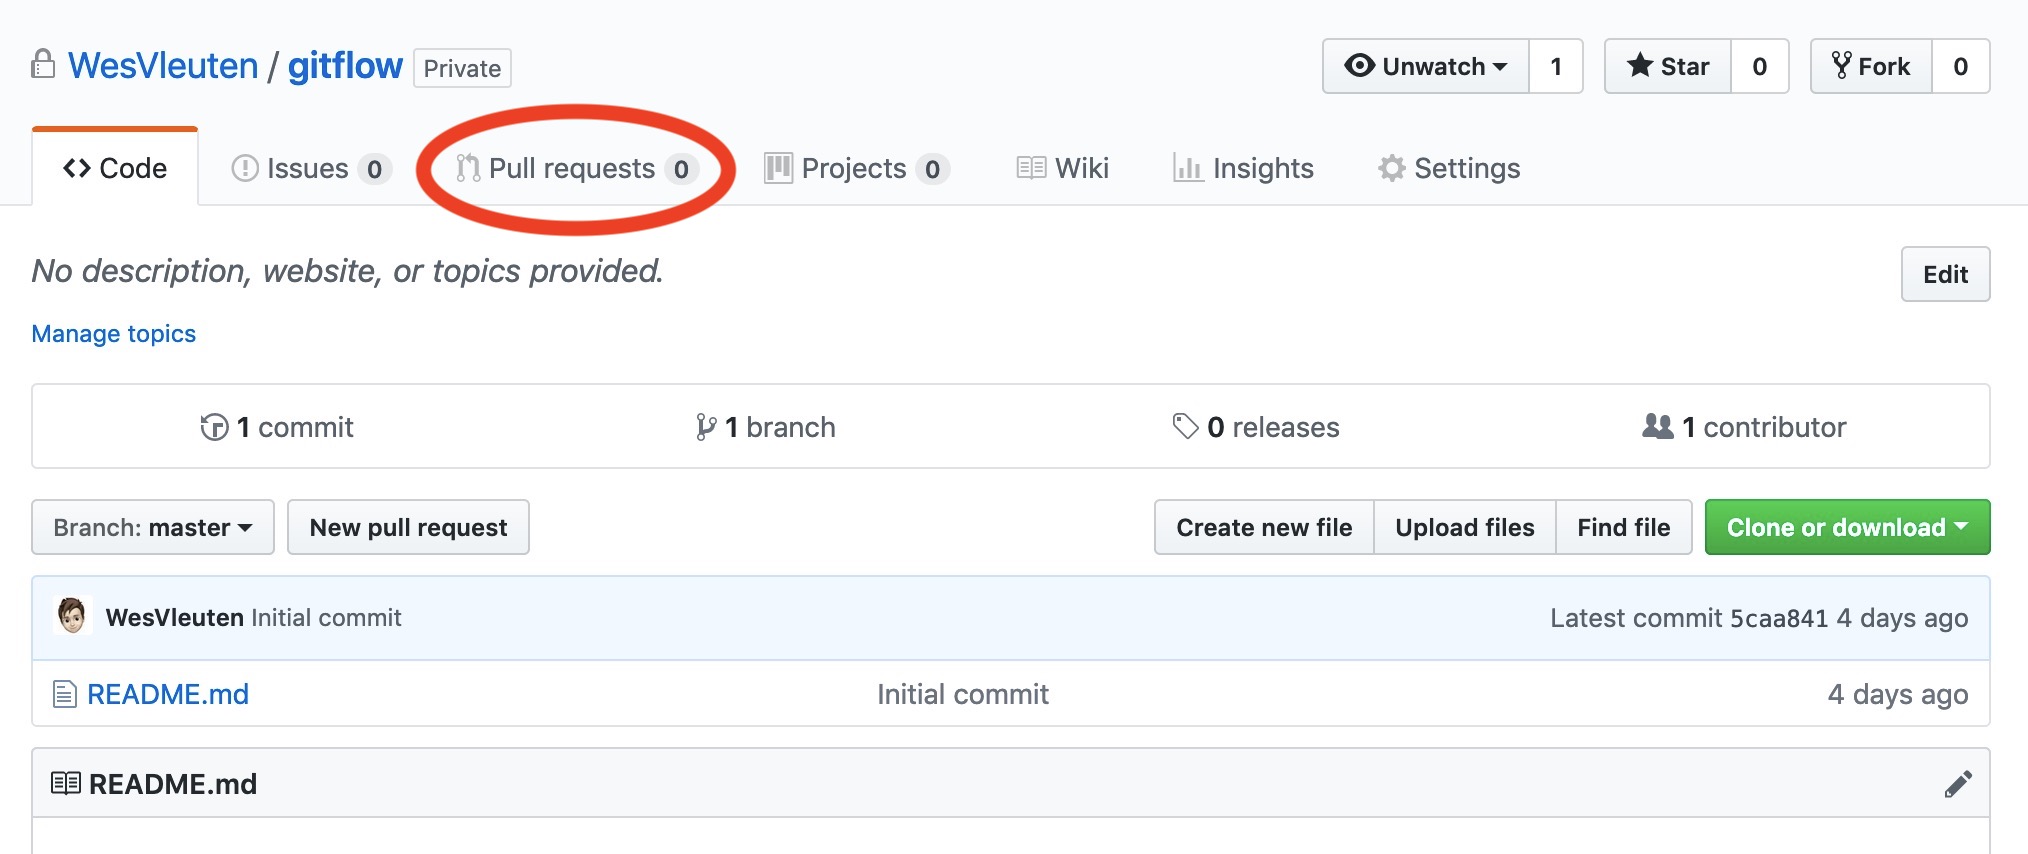 WesVleuten / gitflow Private
Unwatch 1 Star 0 Fork 0
Code Issues 0 Pull requests 0 Projects 0 Wiki Insights Settings
No description, website, or topics provided.
Edit
Manage topics
1 commit 1 branch 0 releases 1 contributor
Branch: master New pull request Create new file Upload files Find file Clone or download
WesVleuten Initial commit Latest commit 5caa841 4 days ago
README.md Initial commit 4 days ago
README.md